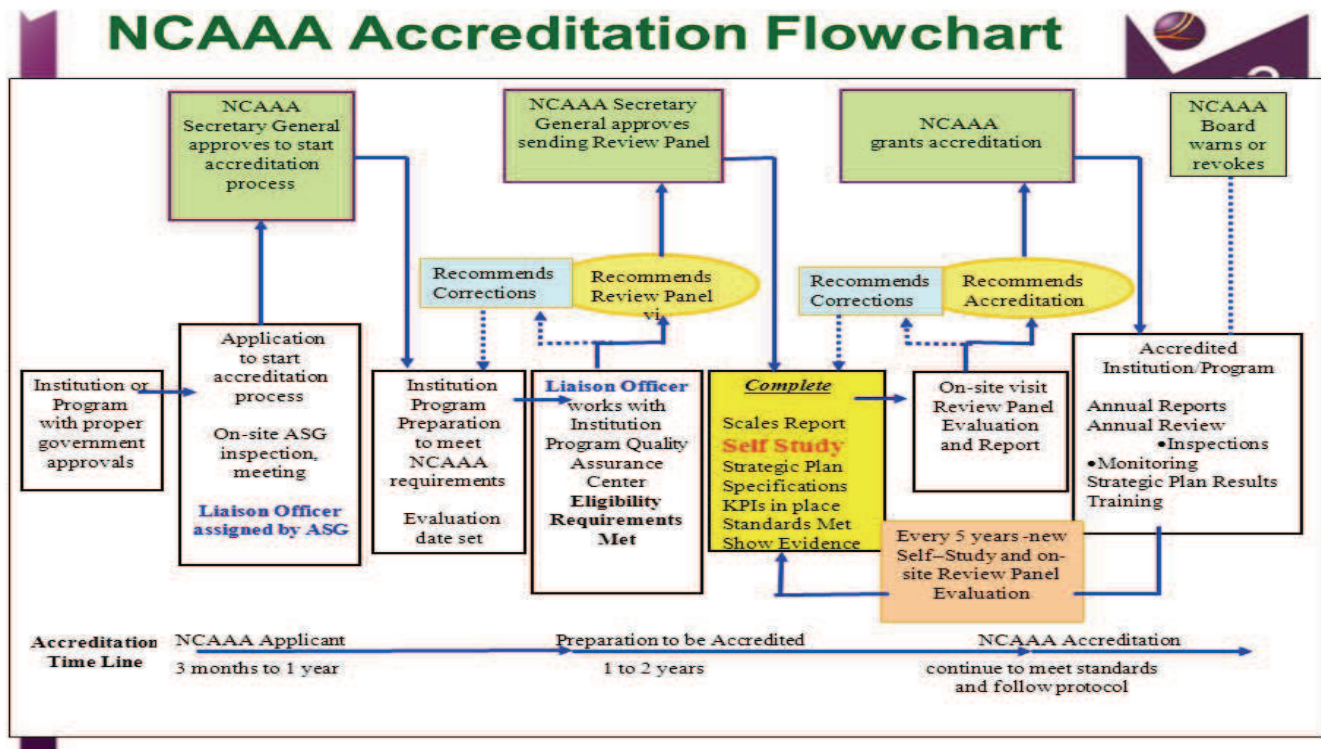 NCAAA Accreditation Flowchart
NCAAA
Secretary General
approves to start
accreditation
process
NCAAA Secretary
General approves
sending Review Panel
NCAAA
grants accreditation
NCAAA
Board
warns or
revokes
Recommends
Corrections
Recommends
Review Panel
vi
Recommends
Corrections
Recommends
Accreditation
Institution or
Program
with proper
government
approvals
Application
to start
accreditation
process
On-site ASG
inspection,
meeting
Liaison Officer
assigned by ASG
Institution
Program
Preparation
to meet
NCAAA
requirements
Evaluation
date set
Liaison Officer
works with
Institution
Program Quality
Assurance
Center
Eligibility
Requirements
Met
Complete
Scales Report
Self Study
Strategic Plan
Specifications
KPIs in place
Standards Met
Show Evidence
On-site visit
Review Panel
Evaluation
and Report
Accredited
Institution/Program
Annual Reports
Annual Review
•Inspections
•Monitoring
Strategic Plan Results
Training
Every 5 years -new
Self–Study and on-
site Review Panel
Evaluation
Accreditation
Time Line
NCAAA Applicant
3 months to 1 year
Preparation to be Accredited
1 to 2 years
NCAAA Accreditation
continue to meet standards
and follow protocol